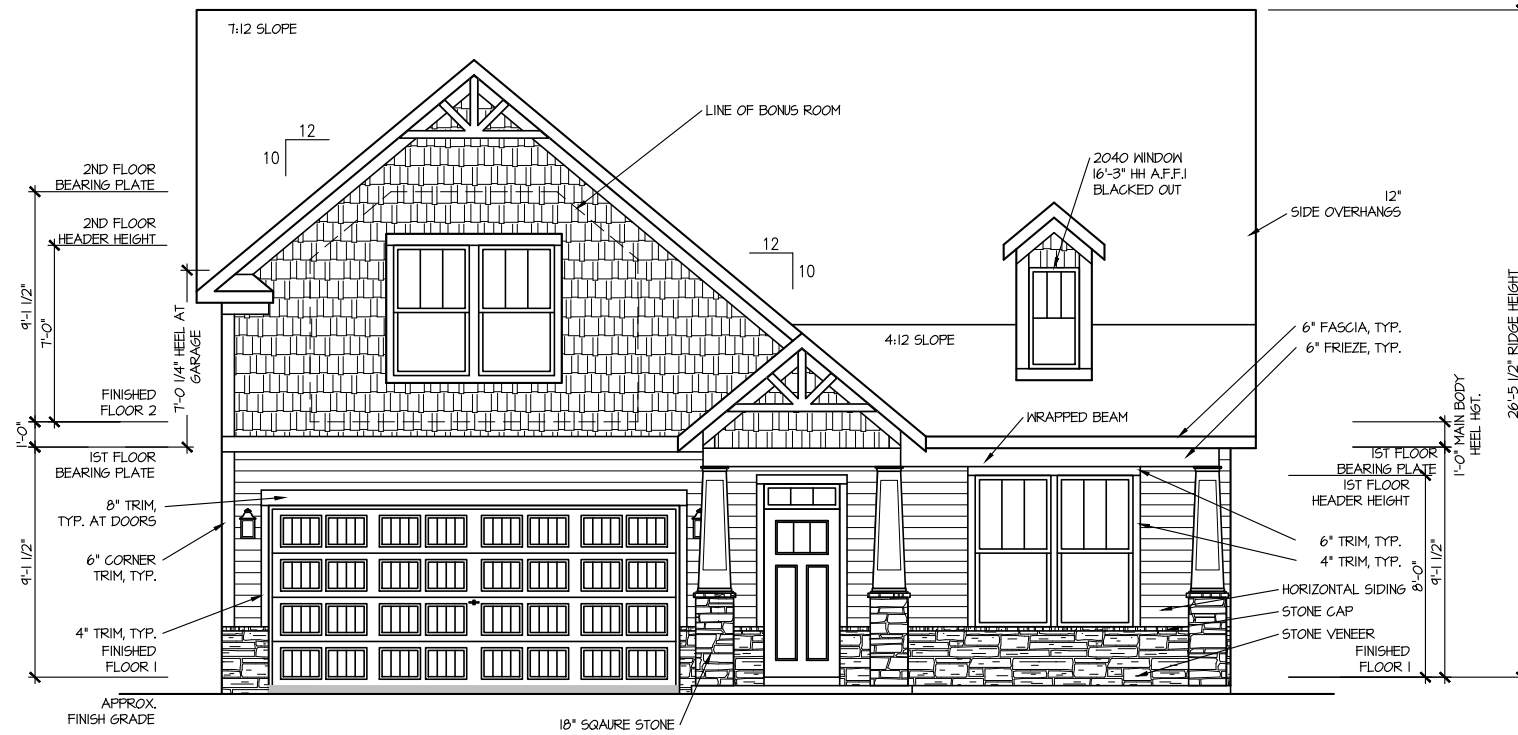 7:12 SLOPE
12
10
LINE OF BONUS ROOM
2ND FLOOR
BEARING PLATE
2ND FLOOR
HEADER HEIGHT
9'-1 1/2"
7'-0"
7'-0 1/4" HEEL AT
GARAGE
FINISHED
FLOOR 2
1'-0"
1ST FLOOR
BEARING PLATE
8" TRIM,
TYP. AT DOORS
6" CORNER
TRIM, TYP.
9'-1 1/2"
4" TRIM, TYP.
FINISHED
FLOOR 1
APPROX.
FINISH GRADE
18" SQAURE STONE
12
10
2040 WINDOW
16'-3" HH A.F.F.1
BLACKED OUT
12"
SIDE OVERHANGS
4:12 SLOPE
6" FASCIA, TYP.
6" FRIEZE, TYP.
WRAPPED BEAM
1ST FLOOR
BEARING PLATE
1ST FLOOR
HEADER HEIGHT
6" TRIM, TYP.
4" TRIM, TYP.
HORIZONTAL SIDING
STONE CAP
STONE VENEER
FINISHED
FLOOR 1
8'-0"
9'-1 1/2"
1'-0" MAIN BODY
HEEL HGT.
26'-5 1/2" RIDGE HEIGHT